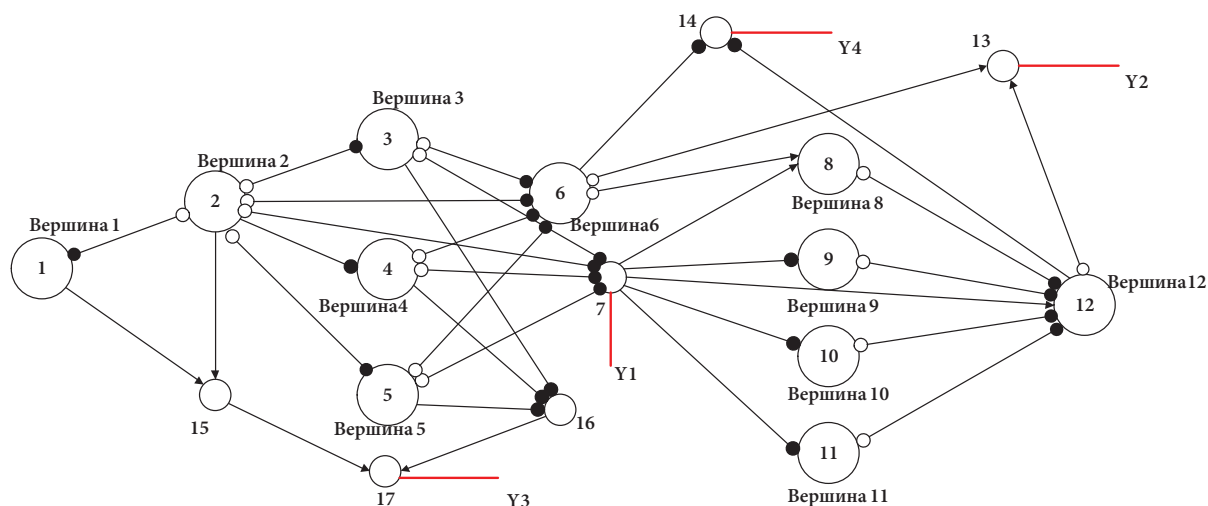 14
Y4
13
Y2
Вершина 3
3
Вершина 2
2
Вершина 1
1
6
Вершина6
8
Вершина 8
4
Вершина4
7
Y1
9
Вершина 9
12
Вершина12
10
Вершина 10
5
Вершина 5
15
16
11
Вершина 11
17
Y3